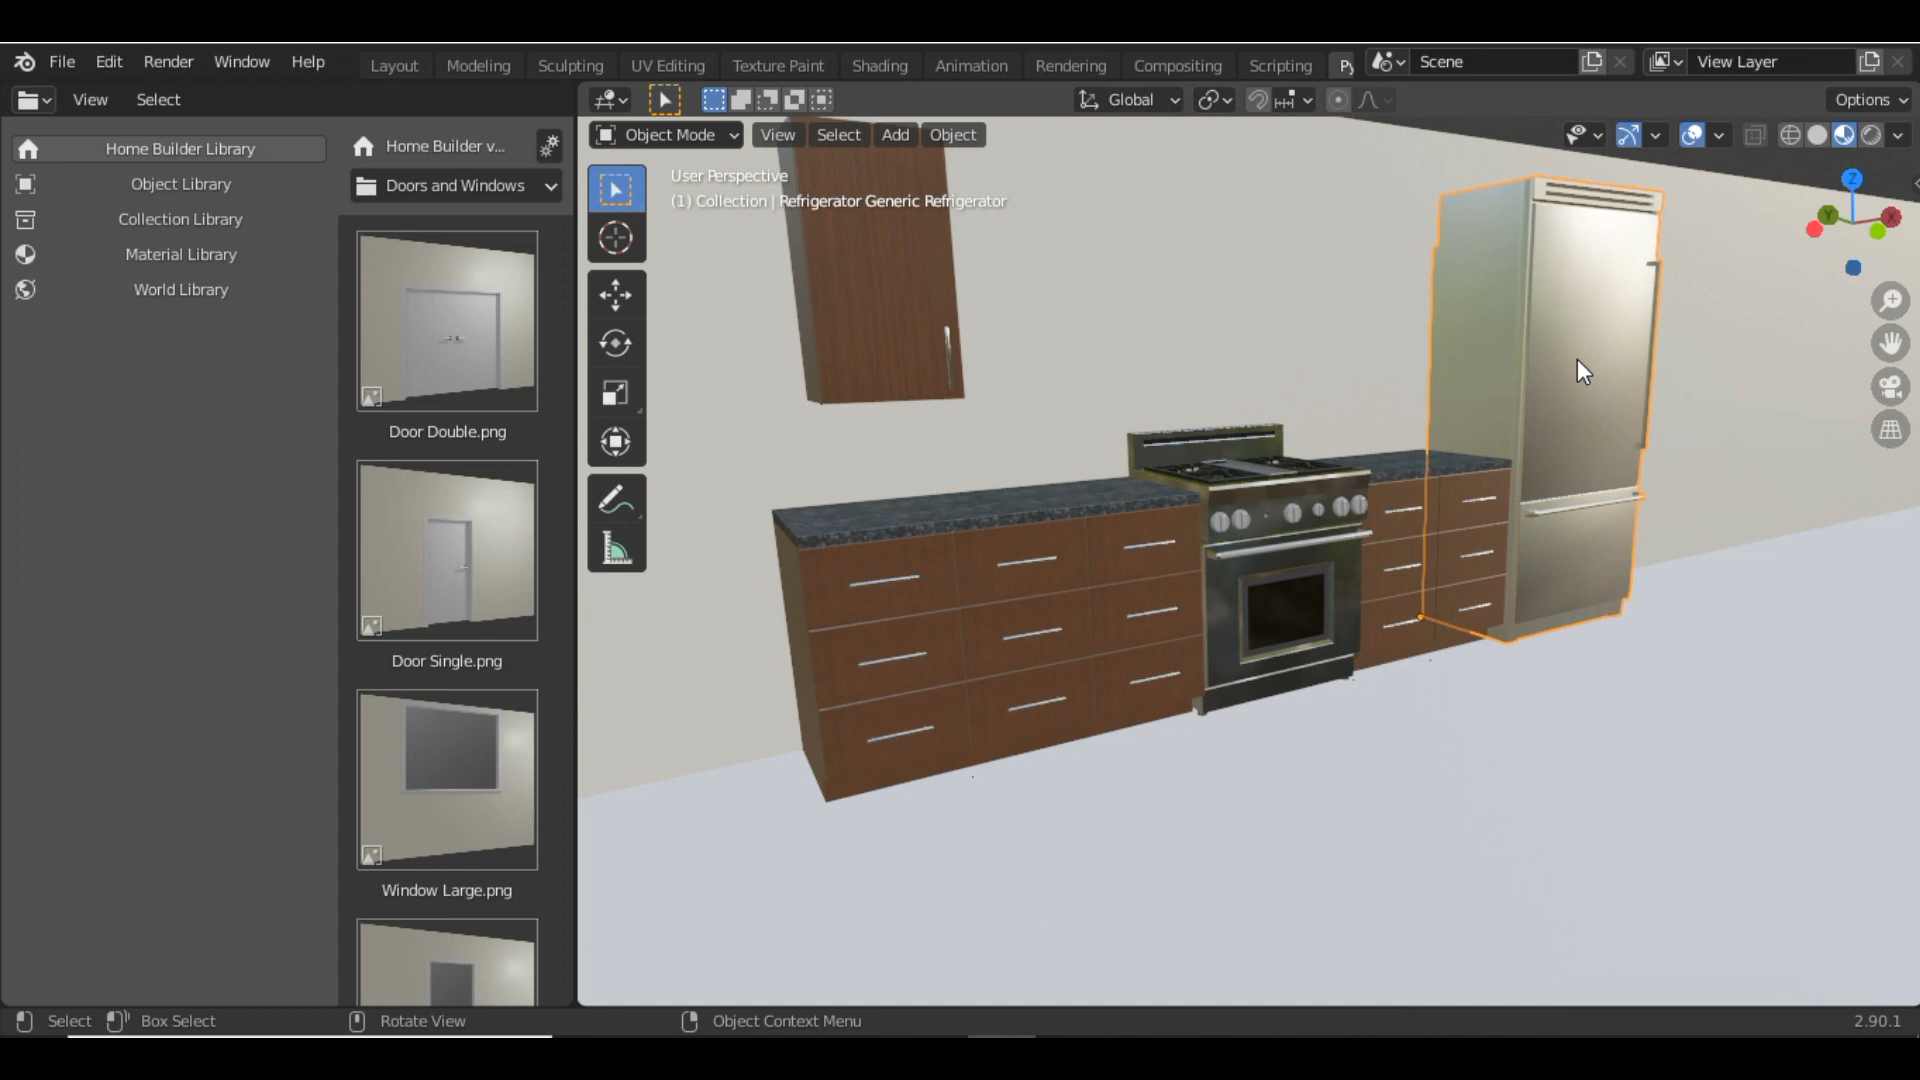 File Edit Render Window Help Layout Modeling Sculpting UV Editing Texture Paint Shading Animation Rendering Compositing Scripting Py Scene View Layer
View Select Global Options
Object Mode View Select Add Object
Home Builder Library
Object Library
Collection Library
Material Library
World Library
Home Builder v...
Doors and Windows
Door Double.png
Door Single.png
Window Large.png
User Perspective
(1) Collection | Refrigerator Generic Refrigerator
Z
Y
X
Select Box Select Rotate View Object Context Menu 2.90.1